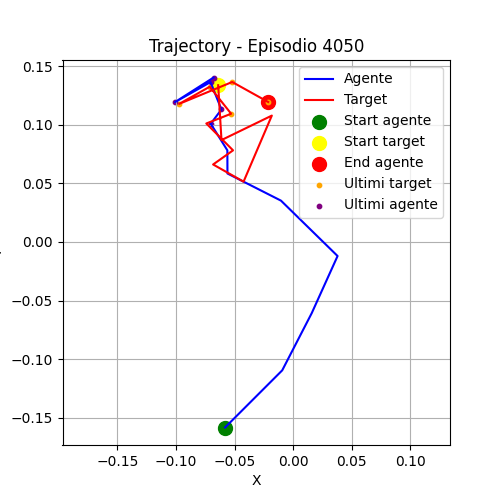 Trajectory - Episodio 4050
0.15
0.10
0.05
0.00
−0.05
−0.10
−0.15
−0.15
−0.10
−0.05
0.00
0.05
0.10
X
Agente
Target
Start agente
Start target
End agente
Ultimi target
Ultimi agente